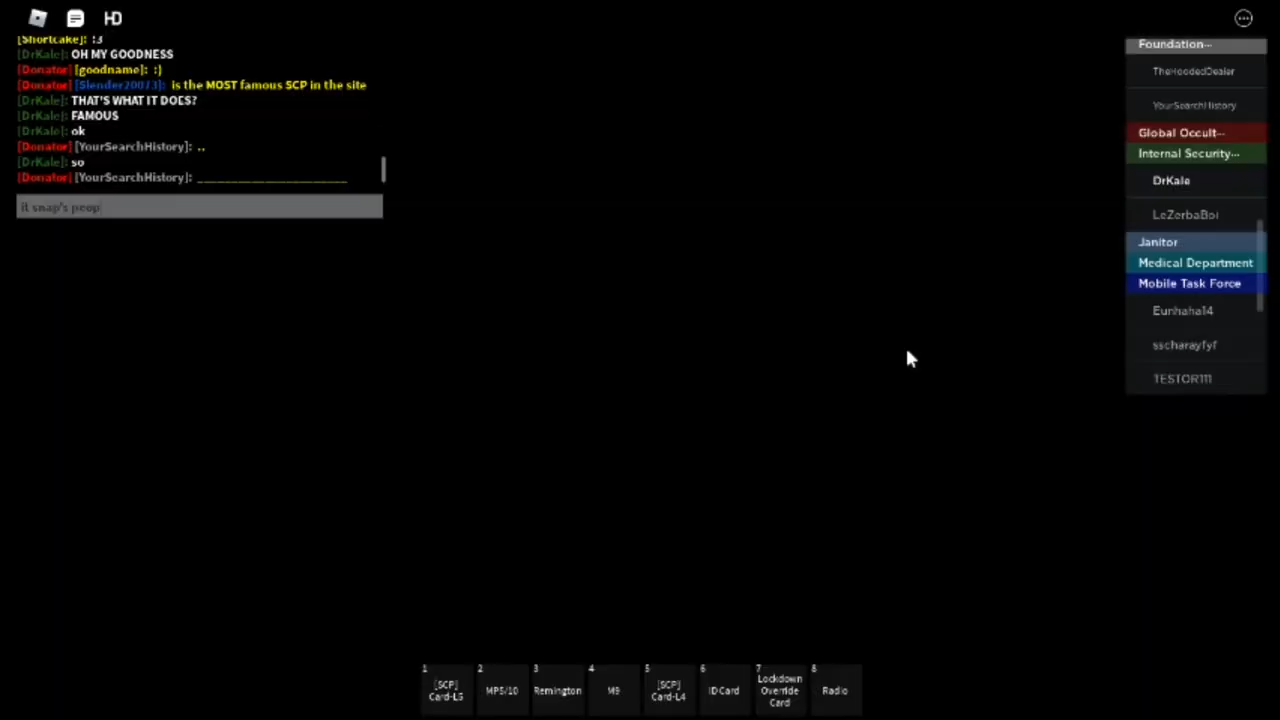 HD
[Shortcake]: :3
[DrKale]: OH MY GOODNESS
[Donator] [goodname]: :)
[Donator] [Slender20073]: is the MOST famous SCP in the site
[DrKale]: THAT'S WHAT IT DOES?
[DrKale]: FAMOUS
[DrKale]: ok
[Donator] [YourSearchHistory]: ..
[DrKale]: so
[Donator] [YourSearchHistory]: ______________________
it snap's peop
Foundation---
TheHoodedDealer
YourSearchHistory
Global Occult---
Internal Security---
DrKale
LeZerbaBoi
Janitor
Medical Department
Mobile Task Force
Eunhaha14
sscharayfyf
TESTOR111
1 [SCP] Card-L5
2 MP5/10
3 Remington
4 M9
5 [SCP] Card-L4
6 ID Card
7 Lockdown Override Card
8 Radio